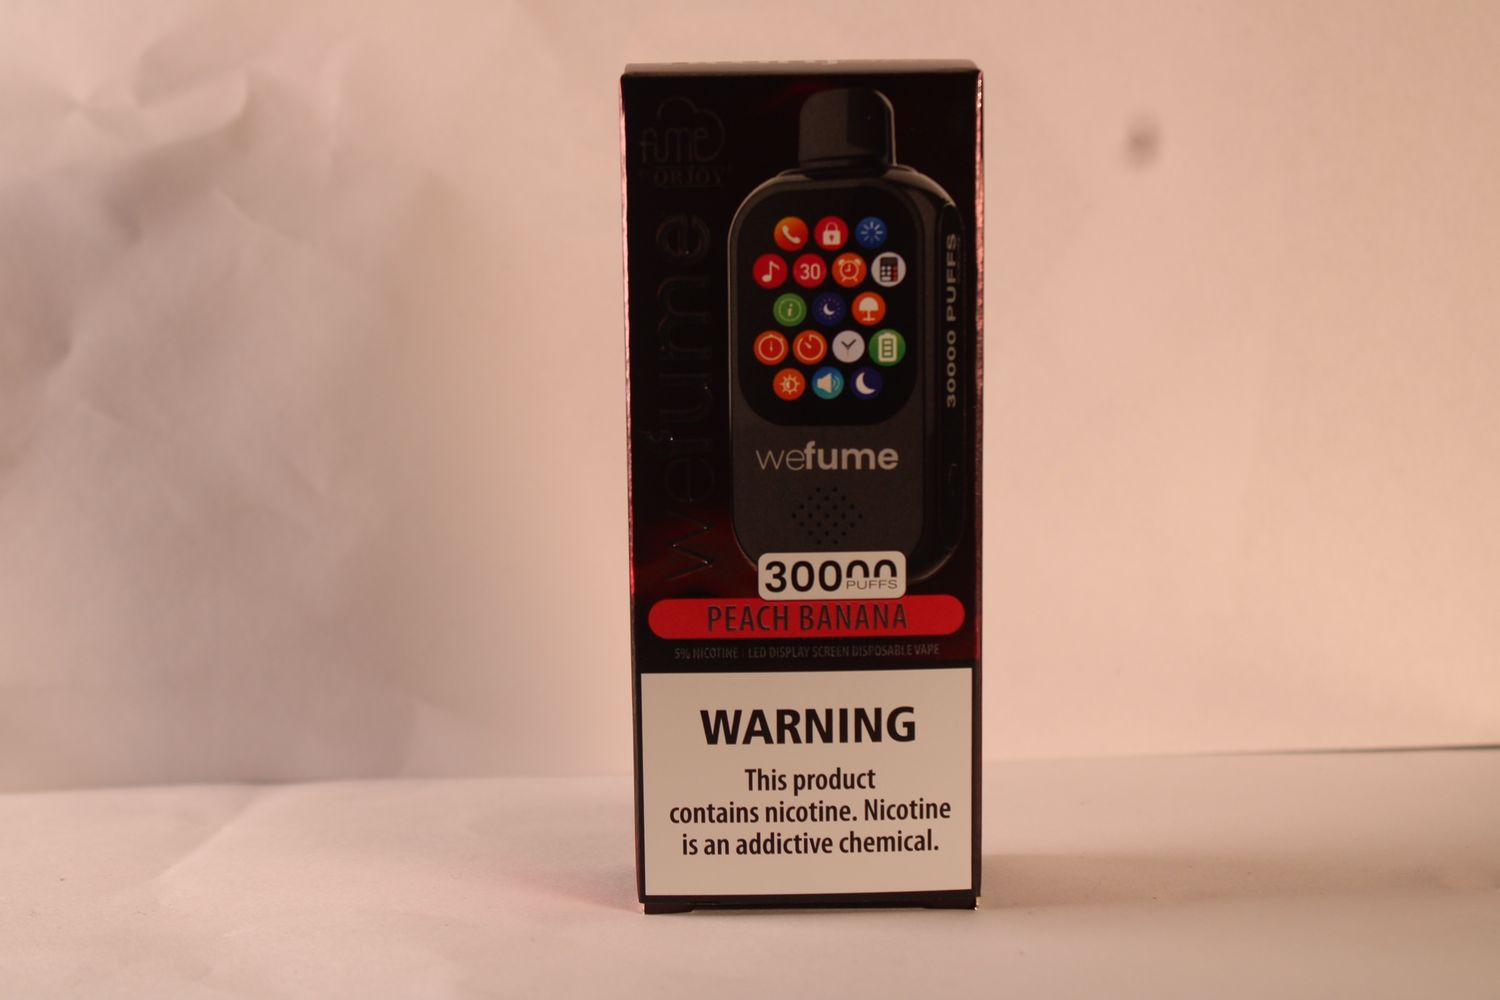 fume
ORJOY
wefume
30
wefume
30000 PUFFS
30000
PUFFS
PEACH BANANA
5% NICOTINE | LED DISPLAY SCREEN DISPOSABLE VAPE
WARNING
This product
contains nicotine. Nicotine
is an addictive chemical.